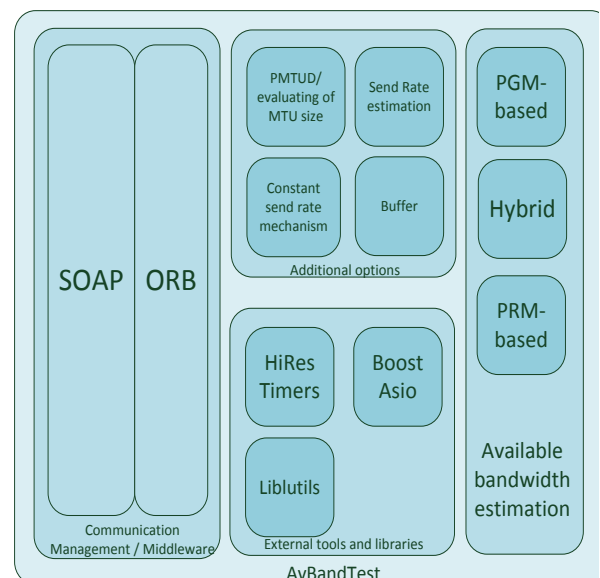 SOAP
ORB
Communication
Management / Middleware
PMTUD/
evaluating of
MTU size
Send Rate
estimation
Constant
send rate
mechanism
Buffer
Additional options
HiRes
Timers
Boost
Asio
Liblutils
External tools and libraries
PGM-
based
Hybrid
PRM-
based
Available
bandwidth
estimation
AvBandTest